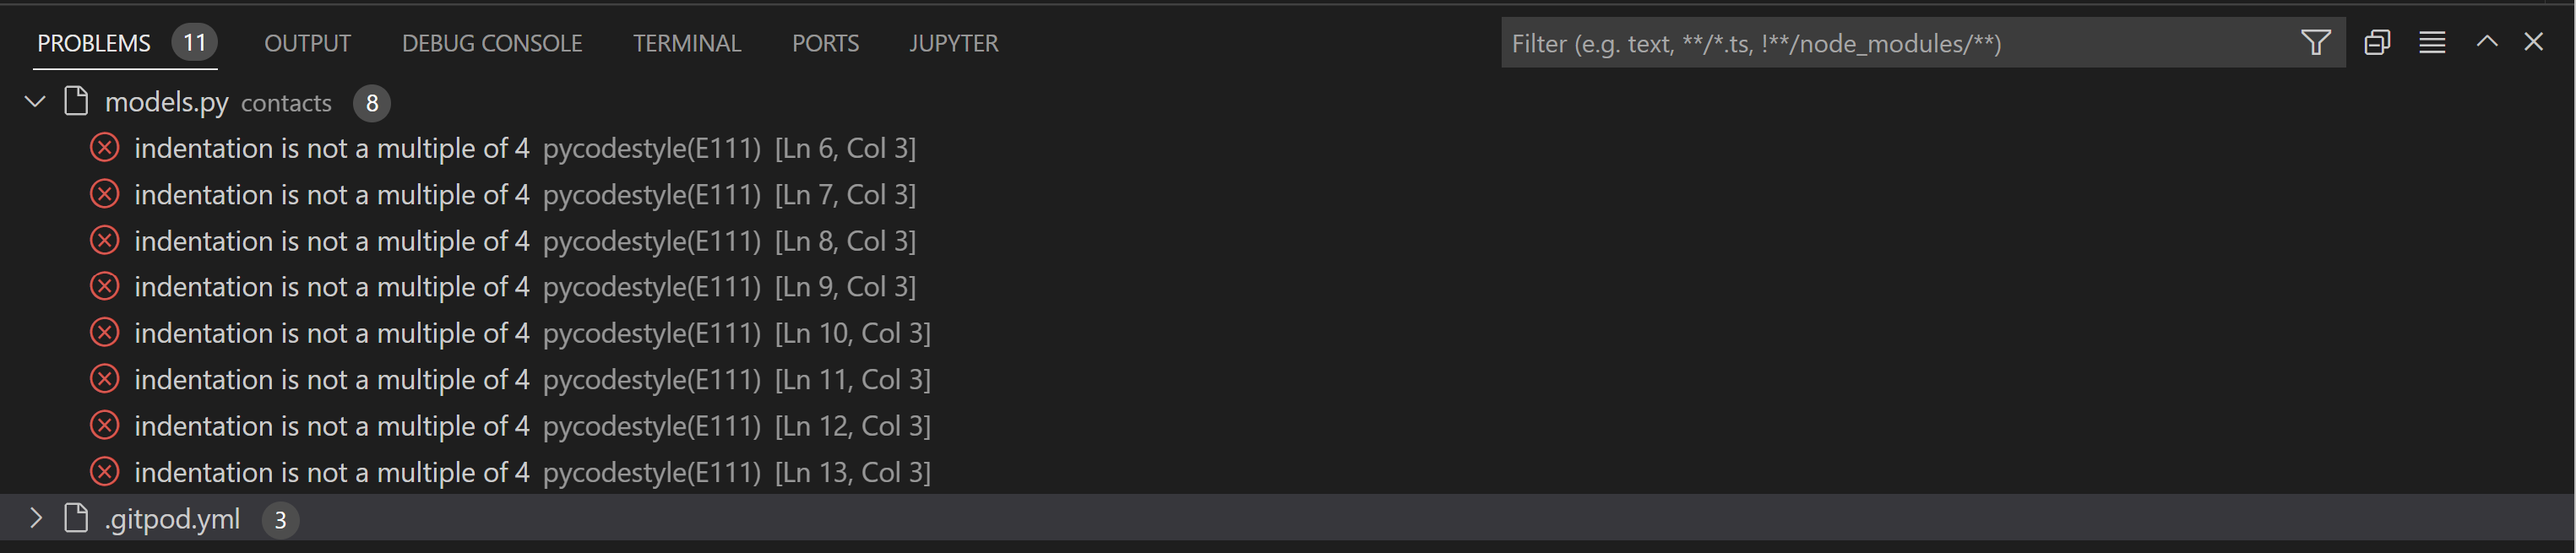 PROBLEMS 11 OUTPUT DEBUG CONSOLE TERMINAL PORTS JUPYTER Filter (e.g. text, **/*.ts, !**/node_modules/**)
models.py contacts 8
indentation is not a multiple of 4 pycodestyle(E111) [Ln 6, Col 3]
indentation is not a multiple of 4 pycodestyle(E111) [Ln 7, Col 3]
indentation is not a multiple of 4 pycodestyle(E111) [Ln 8, Col 3]
indentation is not a multiple of 4 pycodestyle(E111) [Ln 9, Col 3]
indentation is not a multiple of 4 pycodestyle(E111) [Ln 10, Col 3]
indentation is not a multiple of 4 pycodestyle(E111) [Ln 11, Col 3]
indentation is not a multiple of 4 pycodestyle(E111) [Ln 12, Col 3]
indentation is not a multiple of 4 pycodestyle(E111) [Ln 13, Col 3]
.gitpod.yml 3